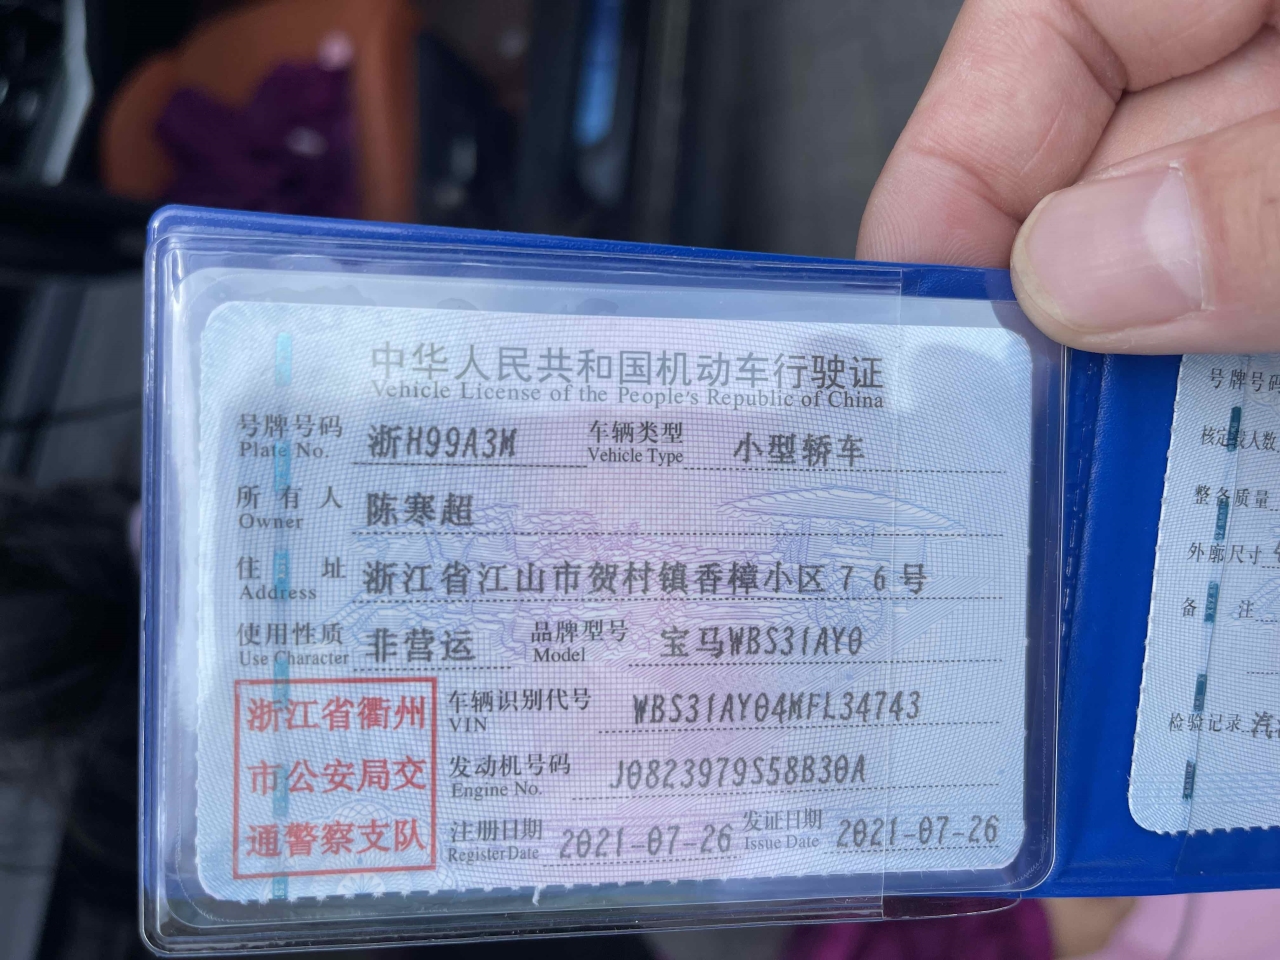 中华人民共和国机动车行驶证
Vehicle License of the People's Republic of China
号牌号码 浙H99A3M 车辆类型 小型轿车
Plate No. Vehicle Type
所有人 陈寒超
Owner
住址 浙江省江山市贺村镇香樟小区76号
Address
使用性质 非营运 品牌型号 宝马WBS31AY0
Use Character Model
浙江省衢州
市公安局交
通警察支队
车辆识别代号 WBS31AY04MFL34743
VIN
发动机号码 J0823979S58B30A
Engine No.
注册日期 2021-07-26 发证日期 2021-07-26
Register Date Issue Date
号牌号码
核定载人数
整备质量
外廓尺寸
备注
检验记录